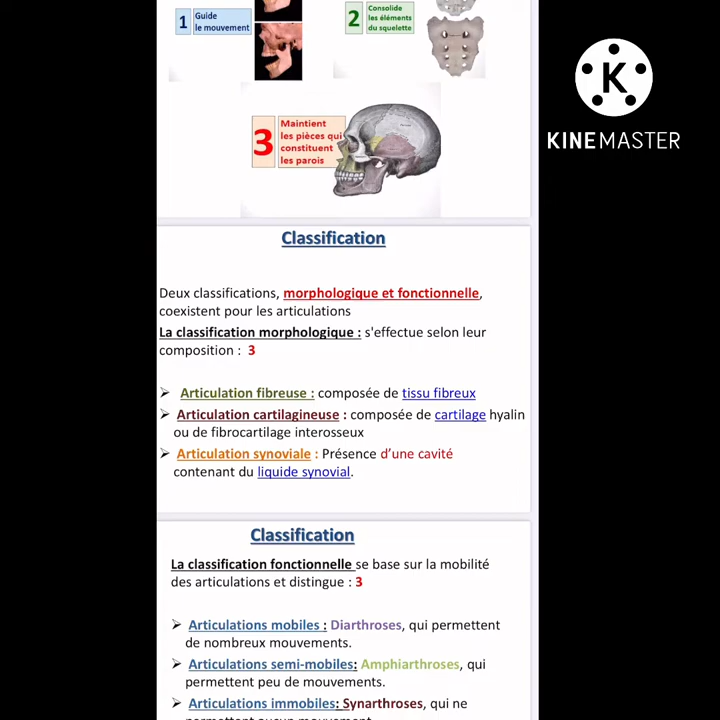 1 Guide
le mouvement
2 Consolide
les éléments
du squelette
KINEMASTER
3 Maintient
les pièces qui
constituent
les parois
Classification
Deux classifications, morphologique et fonctionnelle,
coexistent pour les articulations
La classification morphologique : s'effectue selon leur
composition : 3
➢ Articulation fibreuse : composée de tissu fibreux
➢ Articulation cartilagineuse : composée de cartilage hyalin
ou de fibrocartilage interosseux
➢ Articulation synoviale : Présence d'une cavité
contenant du liquide synovial.
Classification
La classification fonctionnelle se base sur la mobilité
des articulations et distingue : 3
➢ Articulations mobiles : Diarthroses, qui permettent
de nombreux mouvements.
➢ Articulations semi-mobiles: Amphiarthroses, qui
permettent peu de mouvements.
➢ Articulations immobiles: Synarthroses, qui ne
permettent aucun mouvement